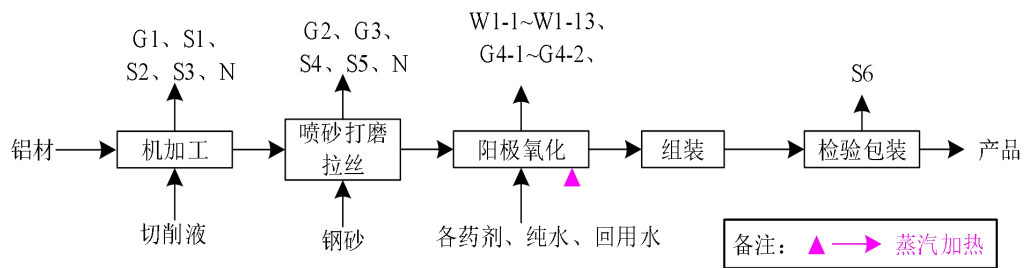 G1、S1、
S2、S3、N
G2、G3、
S4、S5、N
W1-1~W1-13、
G4-1~G4-2、
S6
铝材
机加工
喷砂打磨
拉丝
阳极氧化
组装
检验包装
产品
切削液
钢砂
各药剂、纯水、回用水
备注：
蒸汽加热